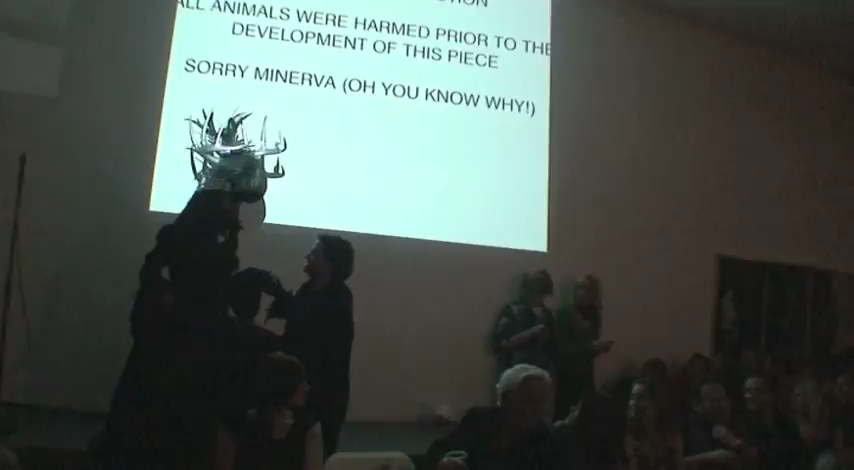 ALL ANIMALS WERE HARMED PRIOR TO THE
DEVELOPMENT OF THIS PIECE
SORRY MINERVA (OH YOU KNOW WHY!)